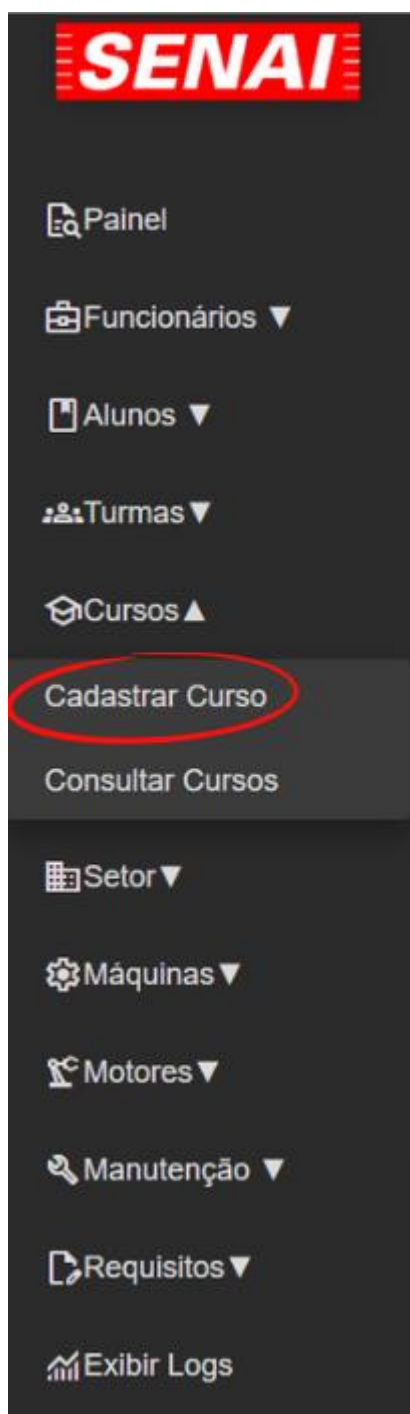 SENAI
Painel
Funcionários ▼
Alunos ▼
Turmas▼
Cursos▲
Cadastrar Curso
Consultar Cursos
Setor▼
Máquinas▼
Motores▼
Manutenção ▼
Requisitos▼
Exibir Logs